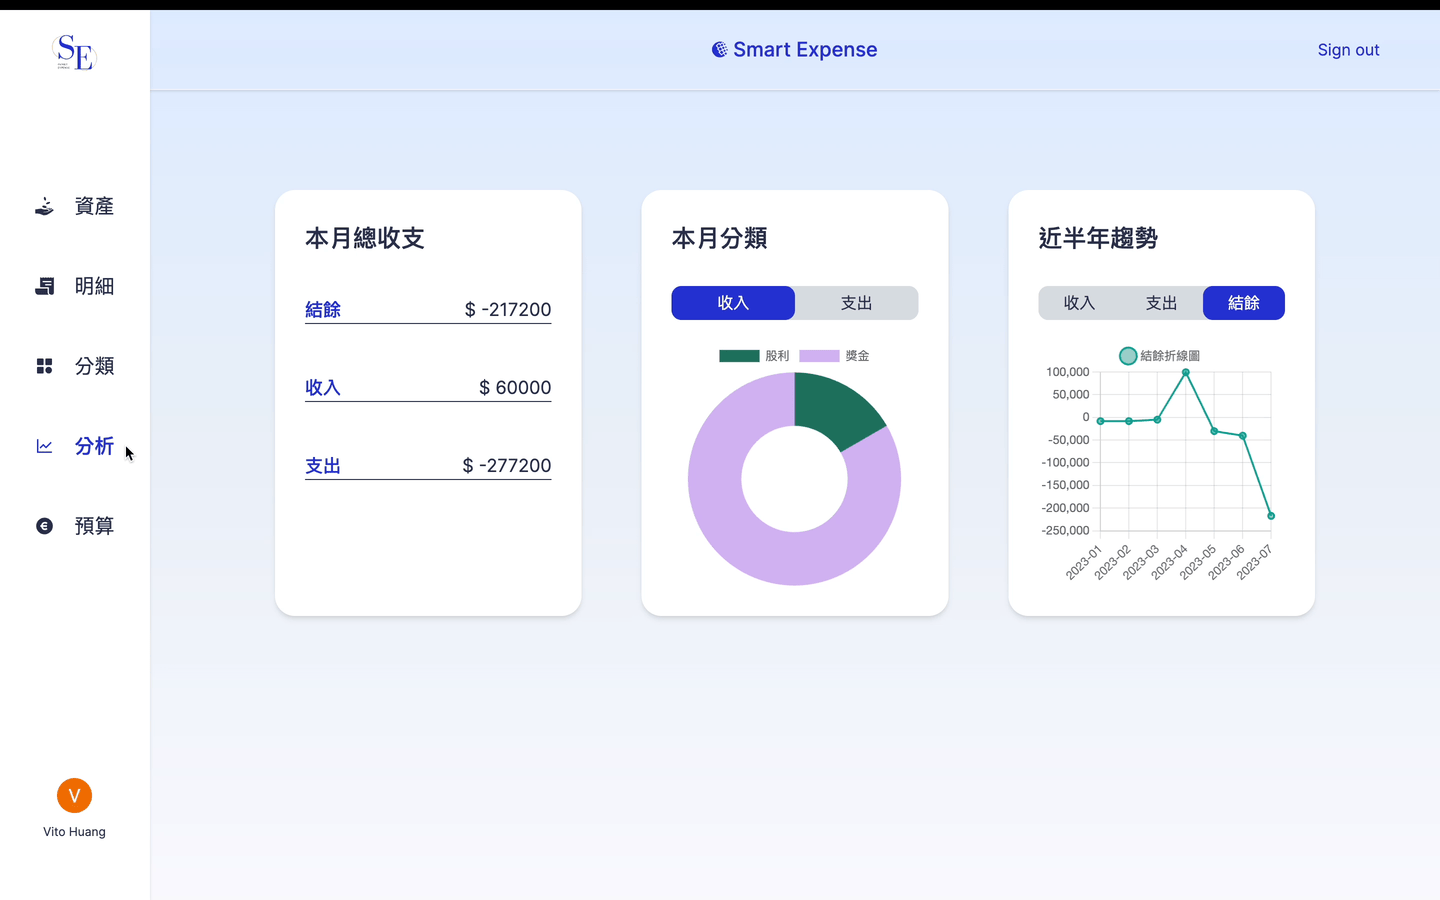 SE
Smart Expense
Sign out
資產
明細
分類
分析
預算
Vito Huang
本月總收支
結餘 $ -217200
收入 $ 60000
支出 $ -277200
本月分類
收入 支出
股利 獎金
近半年趨勢
收入 支出 結餘
結餘折線圖
100,000
50,000
0
-50,000
-100,000
-150,000
-200,000
-250,000
2023-01 2023-02 2023-03 2023-04 2023-05 2023-06 2023-07
V